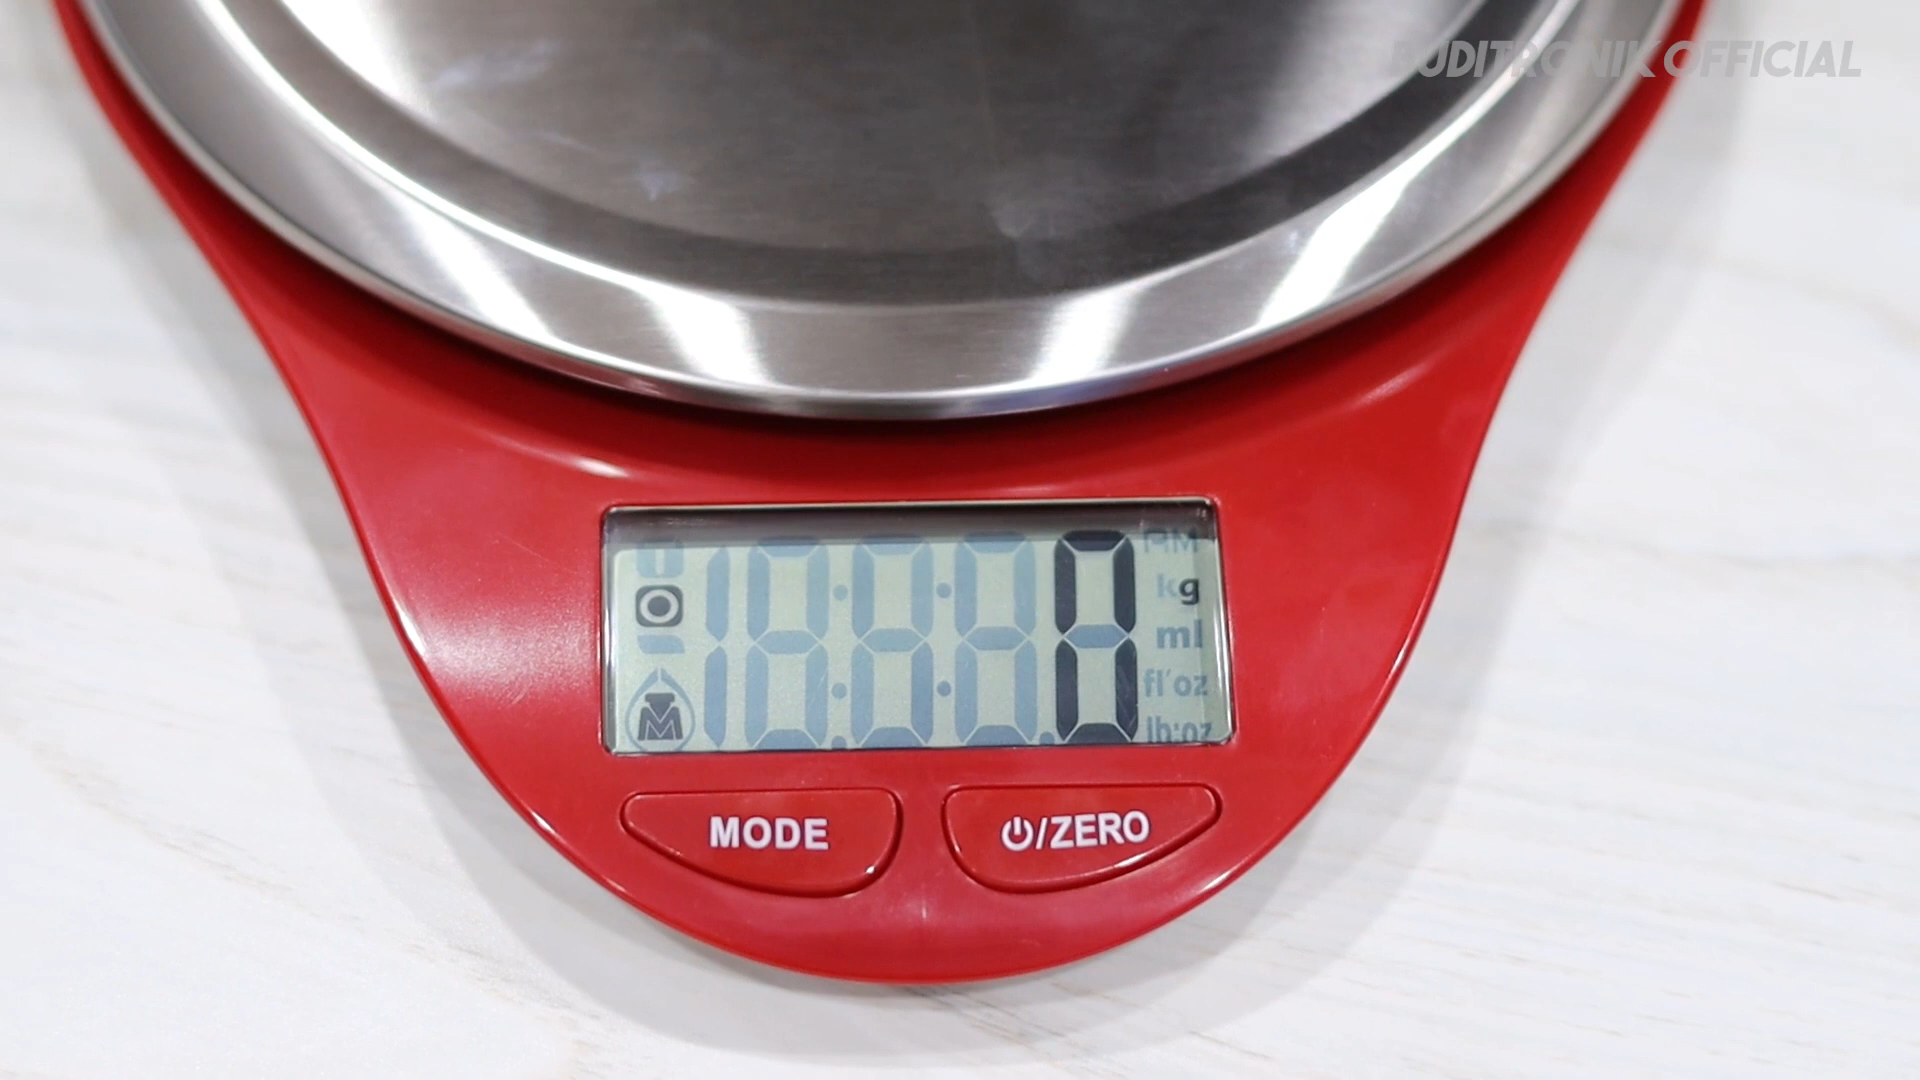 BUDITRONIK OFFICIAL
0
kg
ml
fl'oz
lb:oz
MODE
/ZERO